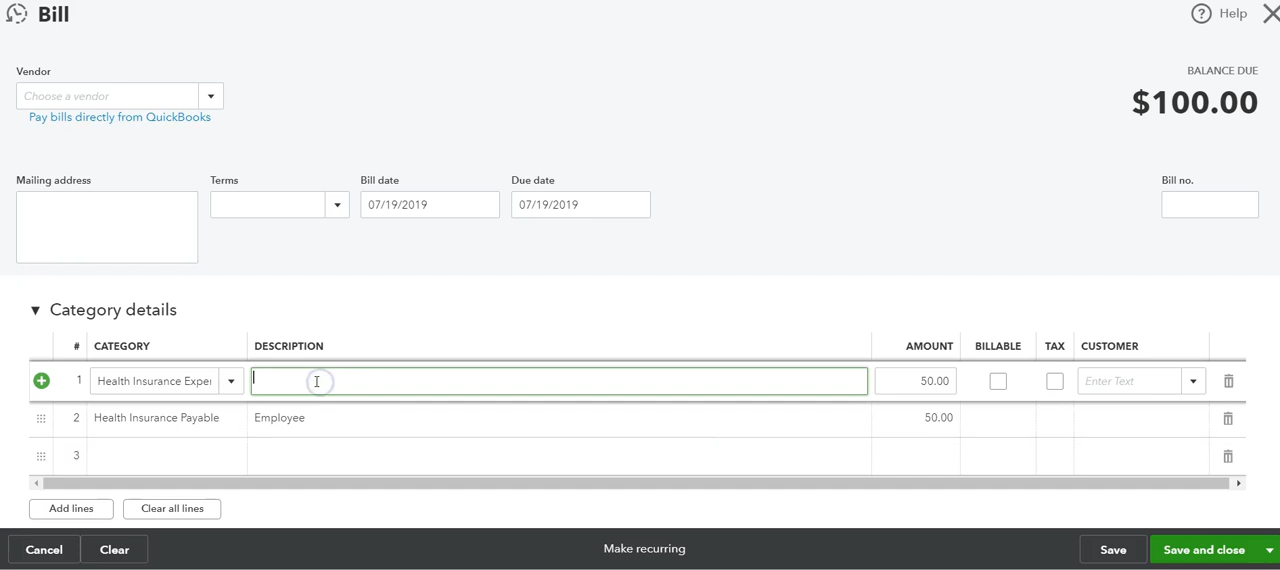 Bill
Help
Vendor
BALANCE DUE
Choose a vendor
$100.00
Pay bills directly from QuickBooks
Mailing address Terms Bill date Due date Bill no.
07/19/2019 07/19/2019
Category details
# CATEGORY DESCRIPTION AMOUNT BILLABLE TAX CUSTOMER
1 Health Insurance Exper 50.00 Enter Text
2 Health Insurance Payable Employee 50.00
3
Add lines Clear all lines
Cancel Clear Make recurring Save Save and close